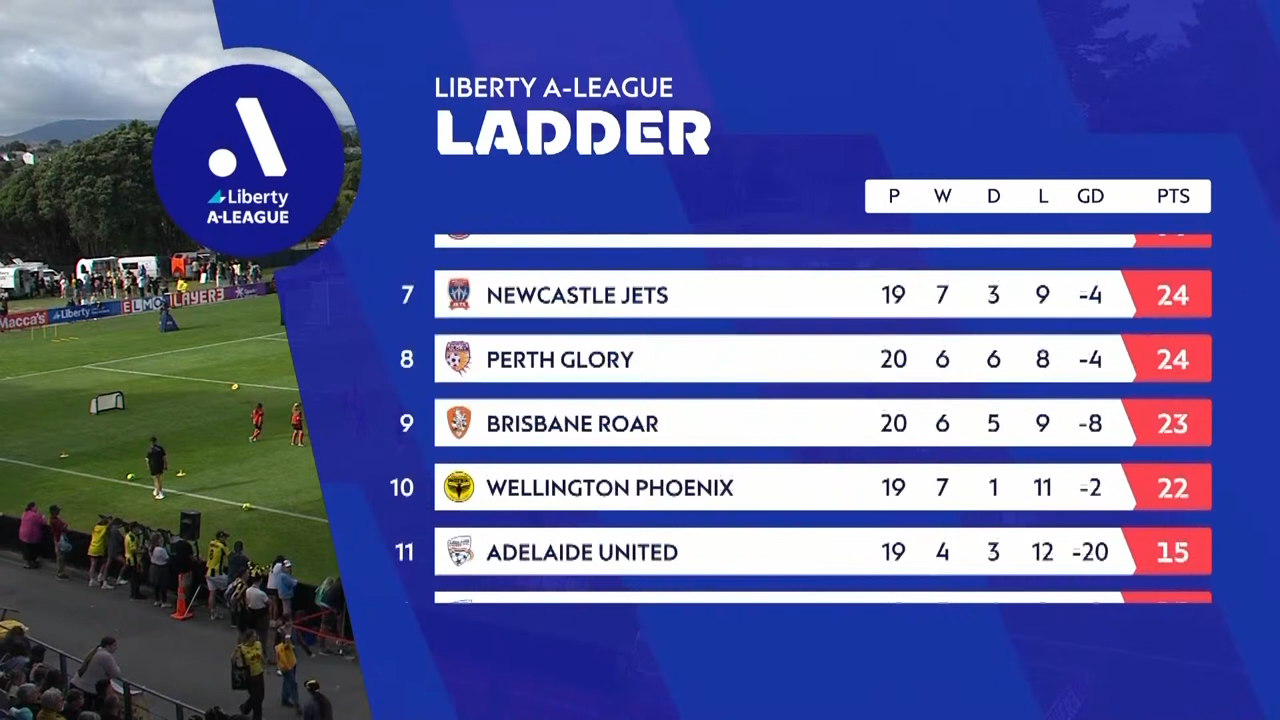 Liberty
A-LEAGUE
LIBERTY A-LEAGUE
LADDER
P W D L GD PTS
7 NEWCASTLE JETS 19 7 3 9 -4 24
8 PERTH GLORY 20 6 6 8 -4 24
9 BRISBANE ROAR 20 6 5 9 -8 23
10 WELLINGTON PHOENIX 19 7 1 11 -2 22
11 ADELAIDE UNITED 19 4 3 12 -20 15
Macca's Liberty ELMO PLAYER3